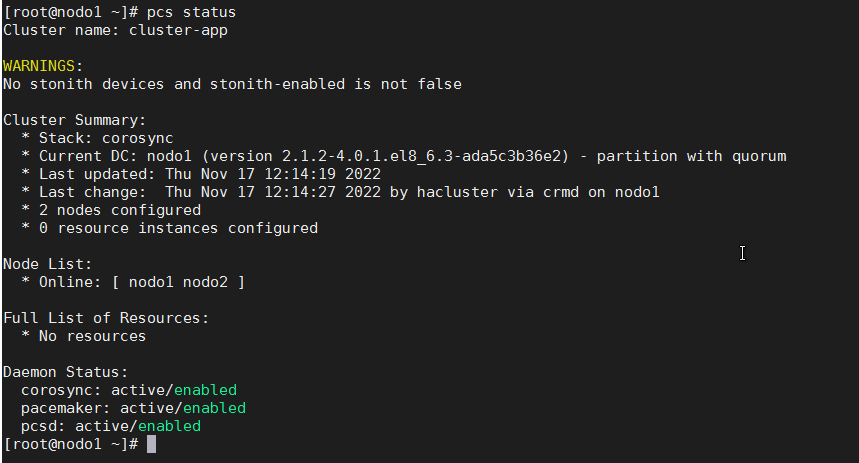 [root@nodo1 ~]# pcs status
Cluster name: cluster-app
WARNINGS:
No stonith devices and stonith-enabled is not false
Cluster Summary:
  * Stack: corosync
  * Current DC: nodo1 (version 2.1.2-4.0.1.el8_6.3-ada5c3b36e2) - partition with quorum
  * Last updated: Thu Nov 17 12:14:19 2022
  * Last change:  Thu Nov 17 12:14:27 2022 by hacluster via crmd on nodo1
  * 2 nodes configured
  * 0 resource instances configured
Node List:
  * Online: [ nodo1 nodo2 ]
Full List of Resources:
  * No resources
Daemon Status:
  corosync: active/enabled
  pacemaker: active/enabled
  pcsd: active/enabled
[root@nodo1 ~]#